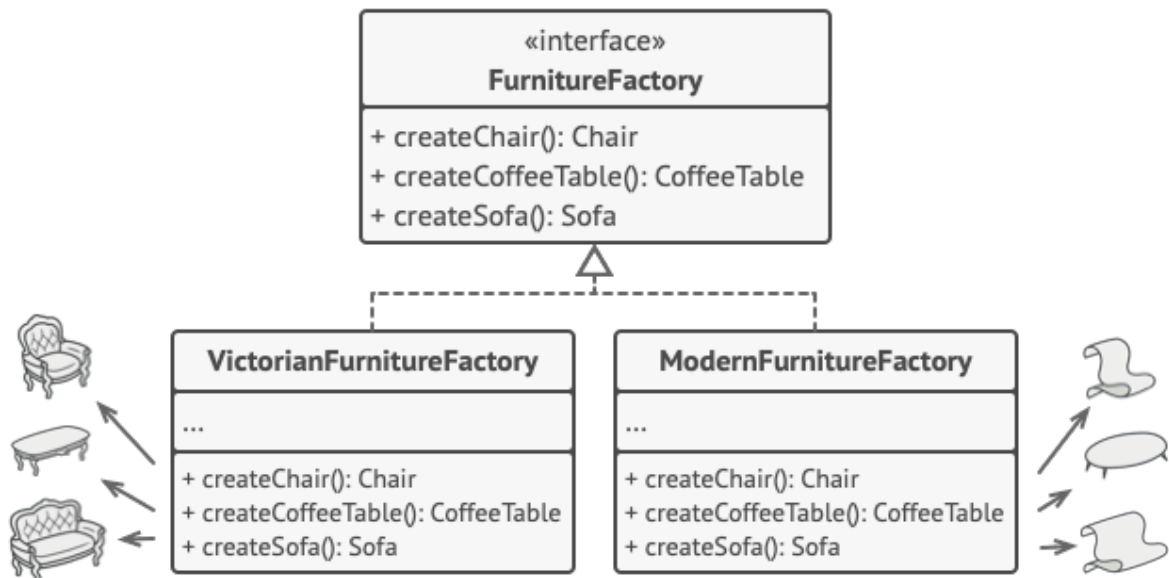 «interface»
FurnitureFactory
+ createChair(): Chair
+ createCoffeeTable(): CoffeeTable
+ createSofa(): Sofa
VictorianFurnitureFactory
...
+ createChair(): Chair
+ createCoffeeTable(): CoffeeTable
+ createSofa(): Sofa
ModernFurnitureFactory
...
+ createChair(): Chair
+ createCoffeeTable(): CoffeeTable
+ createSofa(): Sofa